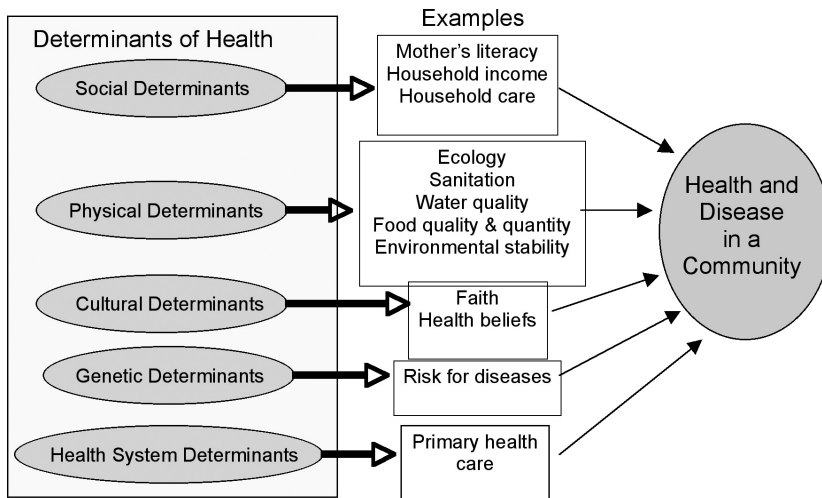 Examples
Determinants of Health
Social Determinants
Mother's literacy
Household income
Household care
Physical Determinants
Ecology
Sanitation
Water quality
Food quality & quantity
Environmental stability
Cultural Determinants
Faith
Health beliefs
Genetic Determinants
Risk for diseases
Health System Determinants
Primary health
care
Health and
Disease
in a
Community